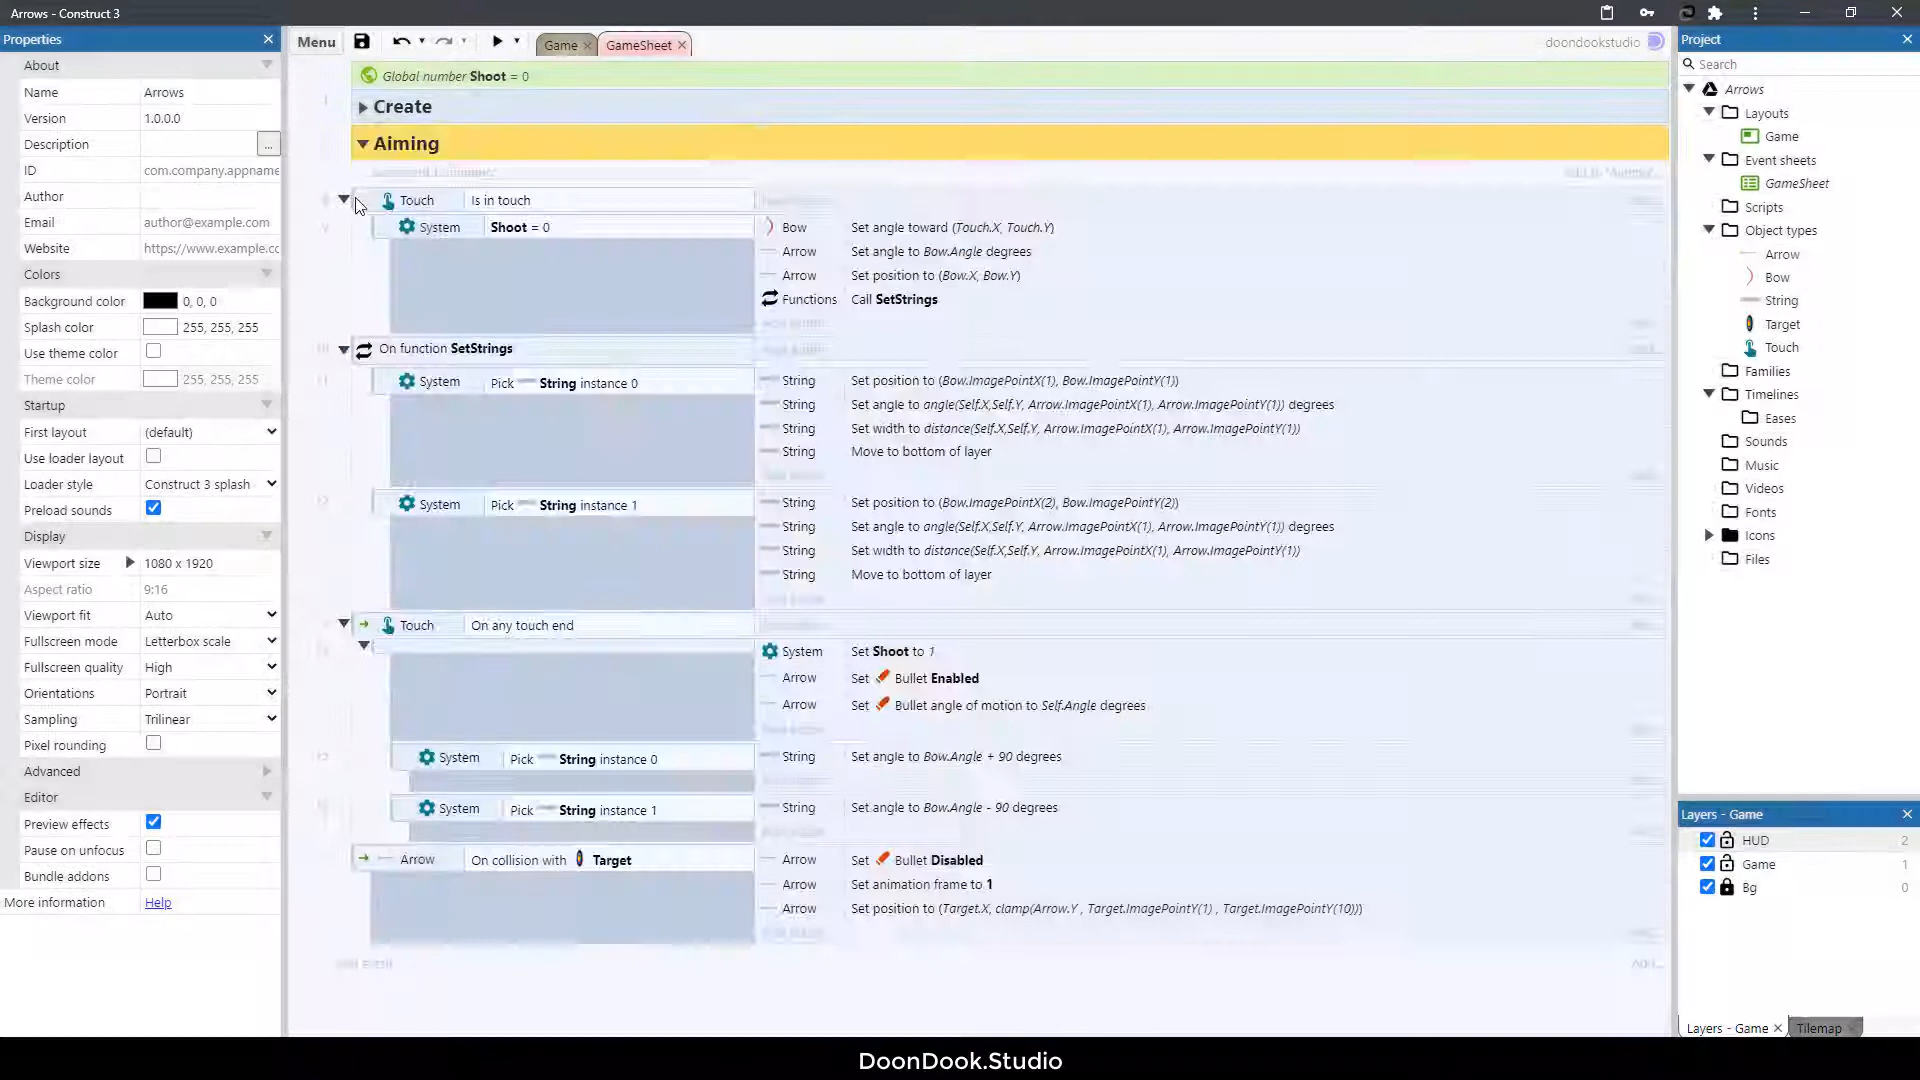 Arrows - Construct 3
Properties
About
Name Arrows
Version 1.0.0.0
Description ...
ID com.company.appname
Author
Email author@example.com
Website https://www.example.cc
Colors
Background color 0, 0, 0
Splash color 255, 255, 255
Use theme color
Theme color 255, 255, 255
Startup
First layout (default)
Use loader layout
Loader style Construct 3 splash
Preload sounds
Display
Viewport size 1080 x 1920
Aspect ratio 9:16
Viewport fit Auto
Fullscreen mode Letterbox scale
Fullscreen quality High
Orientations Portrait
Sampling Trilinear
Pixel rounding
Advanced
Editor
Preview effects
Pause on unfocus
Bundle addons
More information Help
Menu
Game
GameSheet
doondookstudio
Global number Shoot = 0
Create
Aiming
Touch Is in touch
System Shoot = 0
Bow Set angle toward (Touch.X, Touch.Y)
Arrow Set angle to Bow.Angle degrees
Arrow Set position to (Bow.X, Bow.Y)
Functions Call SetStrings
On function SetStrings
System Pick String instance 0
String Set position to (Bow.ImagePointX(1), Bow.ImagePointY(1))
String Set angle to angle(Self.X,Self.Y, Arrow.ImagePointX(1), Arrow.ImagePointY(1)) degrees
String Set width to distance(Self.X,Self.Y, Arrow.ImagePointX(1), Arrow.ImagePointY(1))
String Move to bottom of layer
System Pick String instance 1
String Set position to (Bow.ImagePointX(2), Bow.ImagePointY(2))
String Set angle to angle(Self.X,Self.Y, Arrow.ImagePointX(1), Arrow.ImagePointY(1)) degrees
String Set width to distance(Self.X,Self.Y, Arrow.ImagePointX(1), Arrow.ImagePointY(1))
String Move to bottom of layer
Touch On any touch end
System Set Shoot to 1
Arrow Set Bullet Enabled
Arrow Set Bullet angle of motion to Self.Angle degrees
System Pick String instance 0
String Set angle to Bow.Angle + 90 degrees
System Pick String instance 1
String Set angle to Bow.Angle - 90 degrees
Arrow On collision with Target
Arrow Set Bullet Disabled
Arrow Set animation frame to 1
Arrow Set position to (Target.X, clamp(Arrow.Y , Target.ImagePointY(1) , Target.ImagePointY(10)))
Project
Search
Arrows
Layouts
Game
Event sheets
GameSheet
Scripts
Object types
Arrow
Bow
String
Target
Touch
Families
Timelines
Eases
Sounds
Music
Videos
Fonts
Icons
Files
Layers - Game
HUD 2
Game 1
Bg 0
Layers - Game
Tilemap
DoonDook.Studio